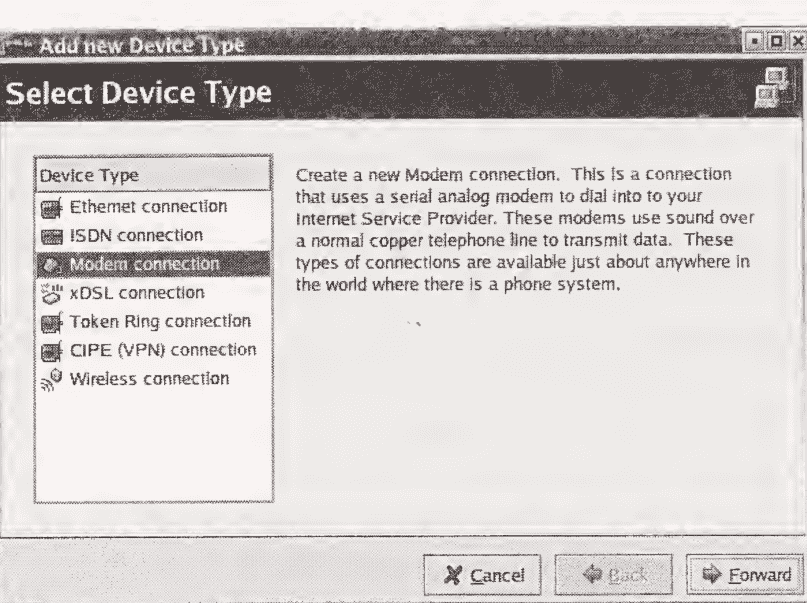 Add new Device Type
Select Device Type
Device Type
Ethernet connection
ISDN connection
Modem connection
xDSL connection
Token Ring connection
CIPE (VPN) connection
Wireless connection
Create a new Modem connection. This is a connection
that uses a serial analog modem to dial into to your
Internet Service Provider. These modems use sound over
a normal copper telephone line to transmit data. These
types of connections are available just about anywhere in
the world where there is a phone system.
Cancel
Back
Forward